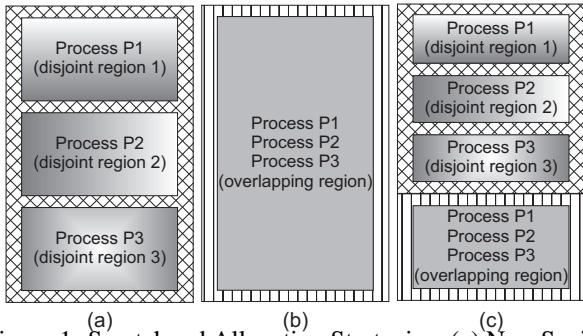 Process P1
(disjoint region 1)
Process P2
(disjoint region 2)
Process P3
(disjoint region 3)
(a)
Process P1
Process P2
Process P3
(overlapping region)
(b)
Process P1
(disjoint region 1)
Process P2
(disjoint region 2)
Process P3
(disjoint region 3)
Process P1
Process P2
Process P3
(overlapping region)
(c)